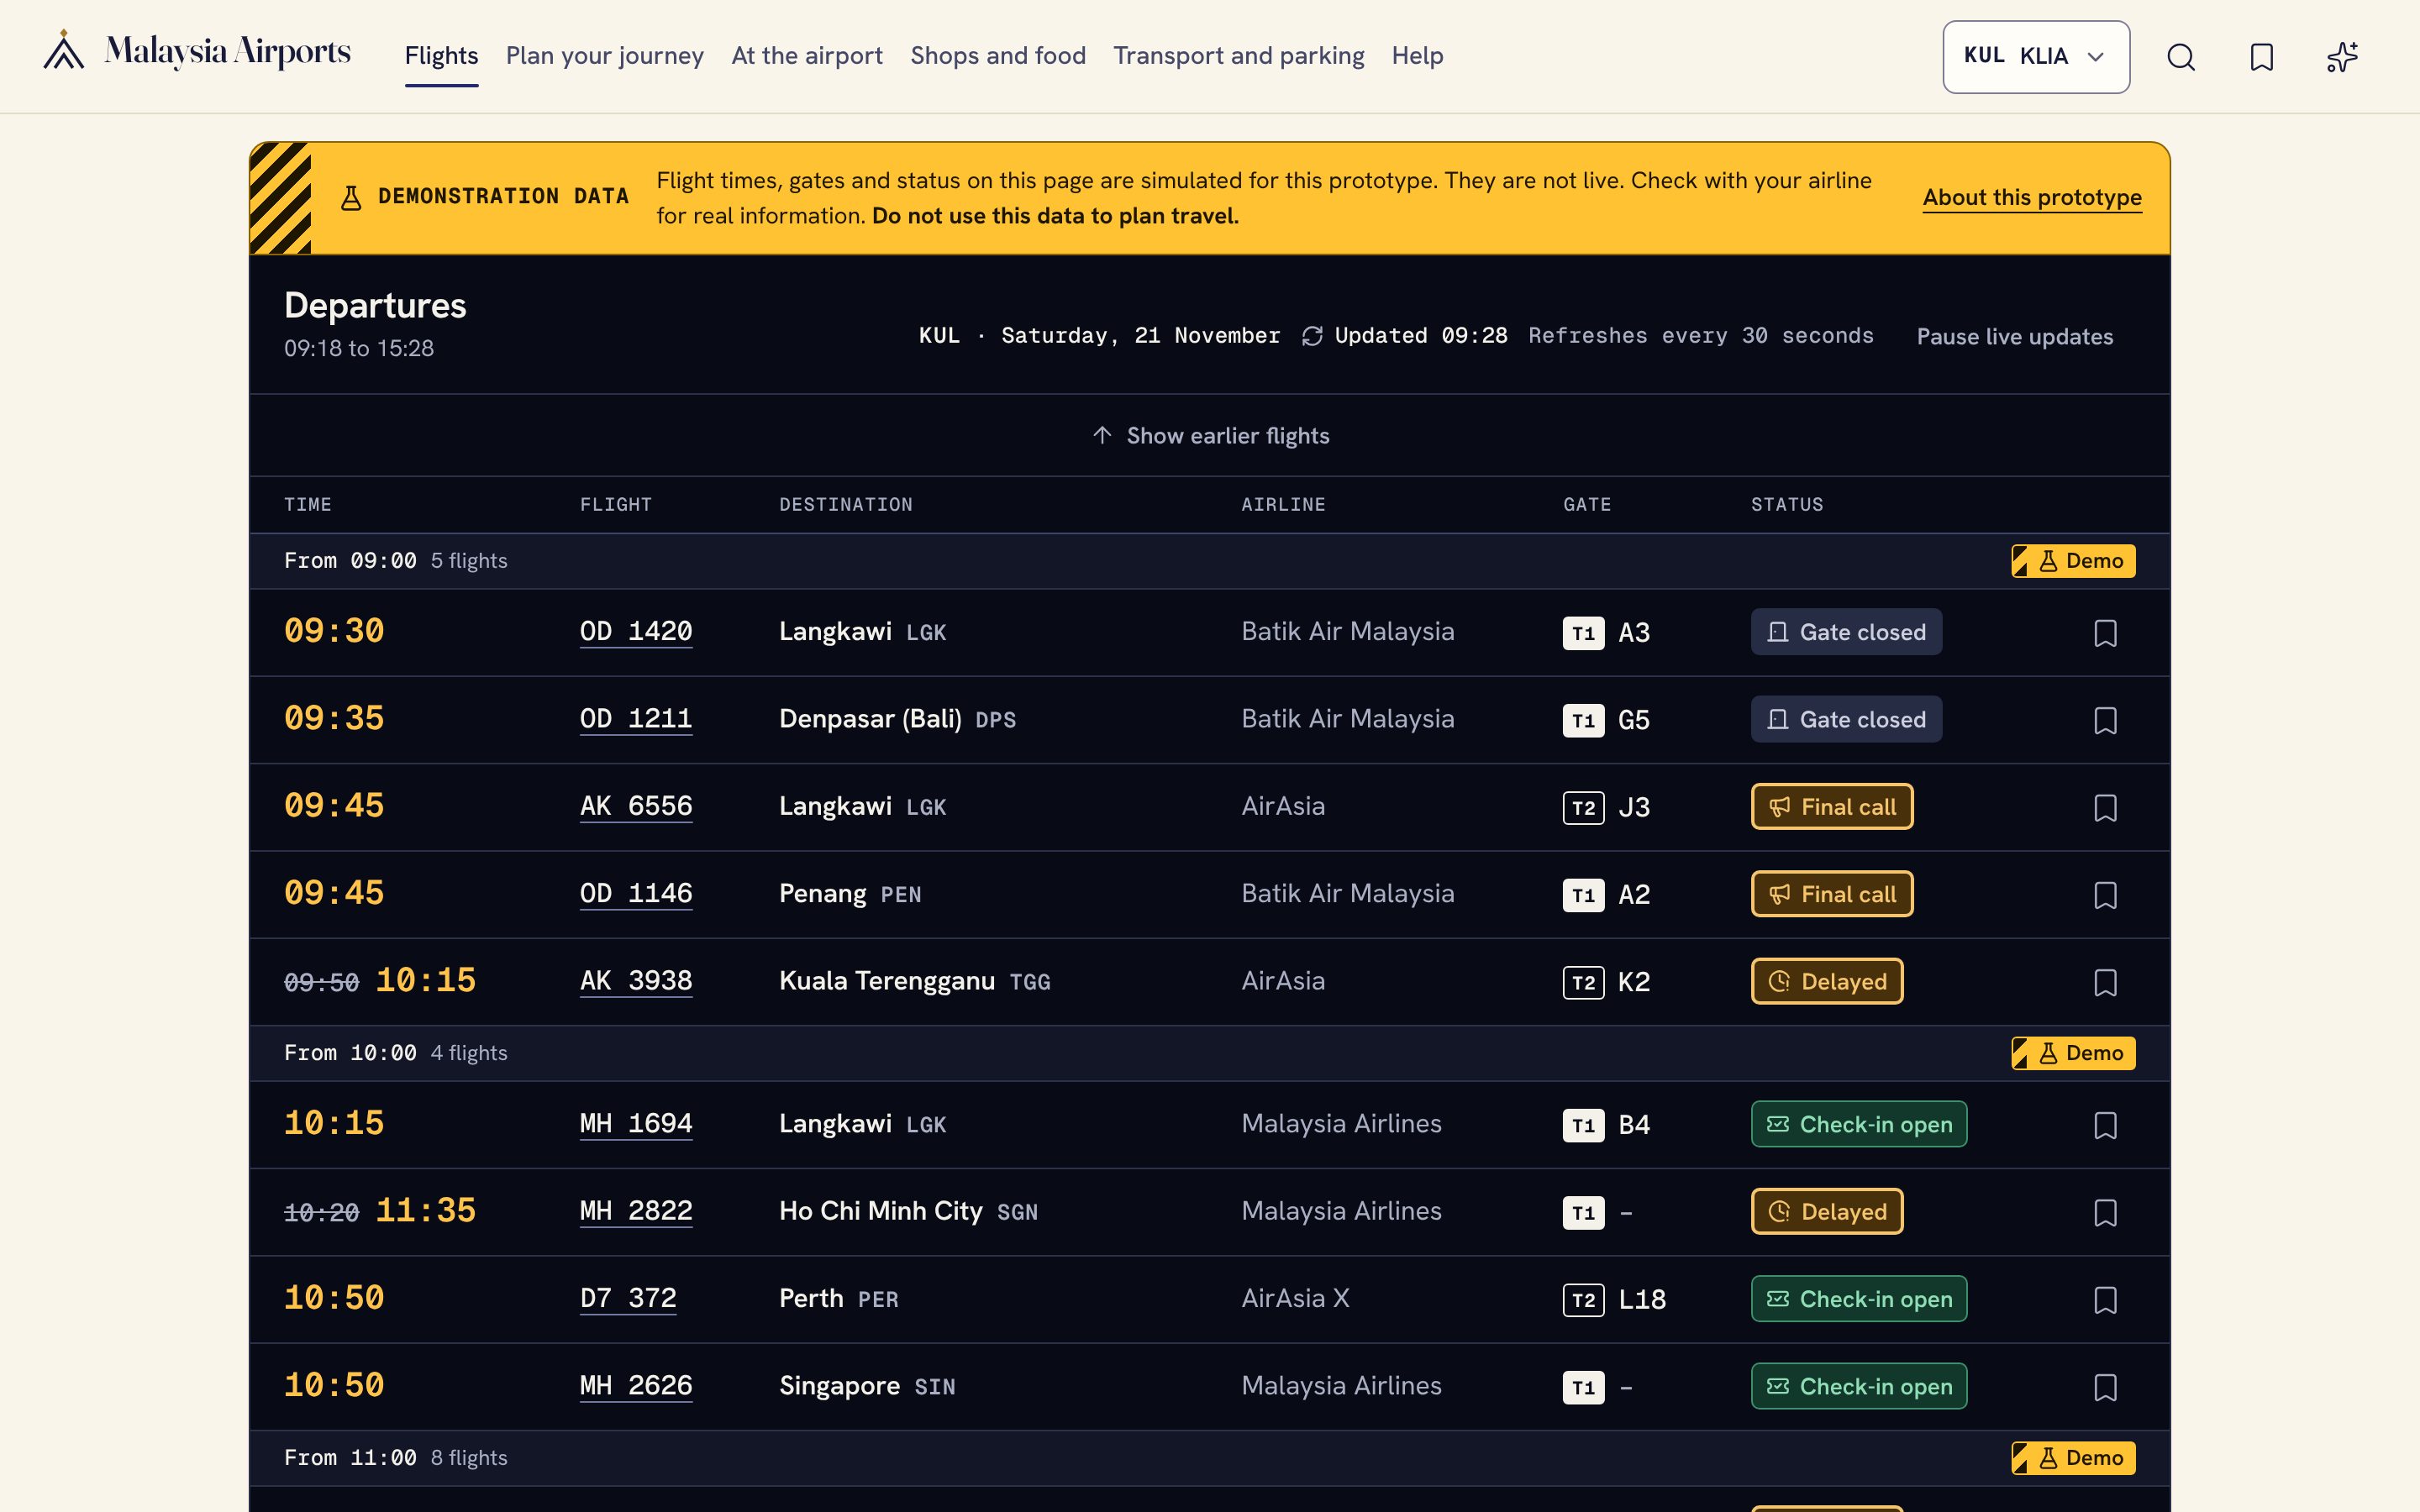 Malaysia Airports
Flights Plan your journey At the airport Shops and food Transport and parking Help
KUL KLIA
DEMONSTRATION DATA
Flight times, gates and status on this page are simulated for this prototype. They are not live. Check with your airline
for real information. Do not use this data to plan travel.
About this prototype
Departures
09:18 to 15:28
KUL · Saturday, 21 November Updated 09:28 Refreshes every 30 seconds Pause live updates
Show earlier flights
TIME FLIGHT DESTINATION AIRLINE GATE STATUS
From 09:00 5 flights Demo
09:30 OD 1420 Langkawi LGK Batik Air Malaysia T1 A3 Gate closed
09:35 OD 1211 Denpasar (Bali) DPS Batik Air Malaysia T1 G5 Gate closed
09:45 AK 6556 Langkawi LGK AirAsia T2 J3 Final call
09:45 OD 1146 Penang PEN Batik Air Malaysia T1 A2 Final call
09:50 10:15 AK 3938 Kuala Terengganu TGG AirAsia T2 K2 Delayed
From 10:00 4 flights Demo
10:15 MH 1694 Langkawi LGK Malaysia Airlines T1 B4 Check-in open
10:20 11:35 MH 2822 Ho Chi Minh City SGN Malaysia Airlines T1 – Delayed
10:50 D7 372 Perth PER AirAsia X T2 L18 Check-in open
10:50 MH 2626 Singapore SIN Malaysia Airlines T1 – Check-in open
From 11:00 8 flights Demo